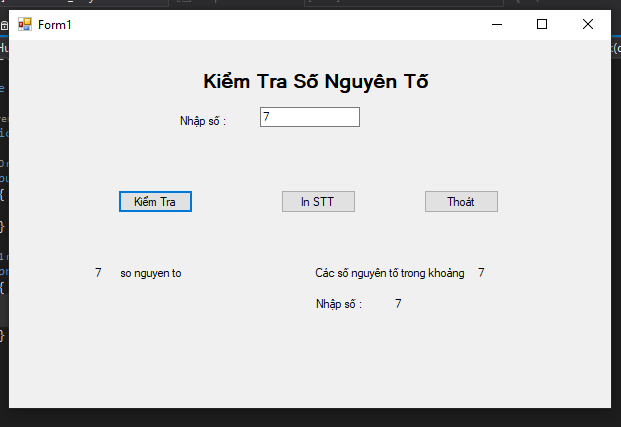 Form1
Kiểm Tra Số Nguyên Tố
Nhập số : 7
Kiểm Tra In STT Thoát
7 so nguyen to Các số nguyên tố trong khoảng 7
Nhập số : 7